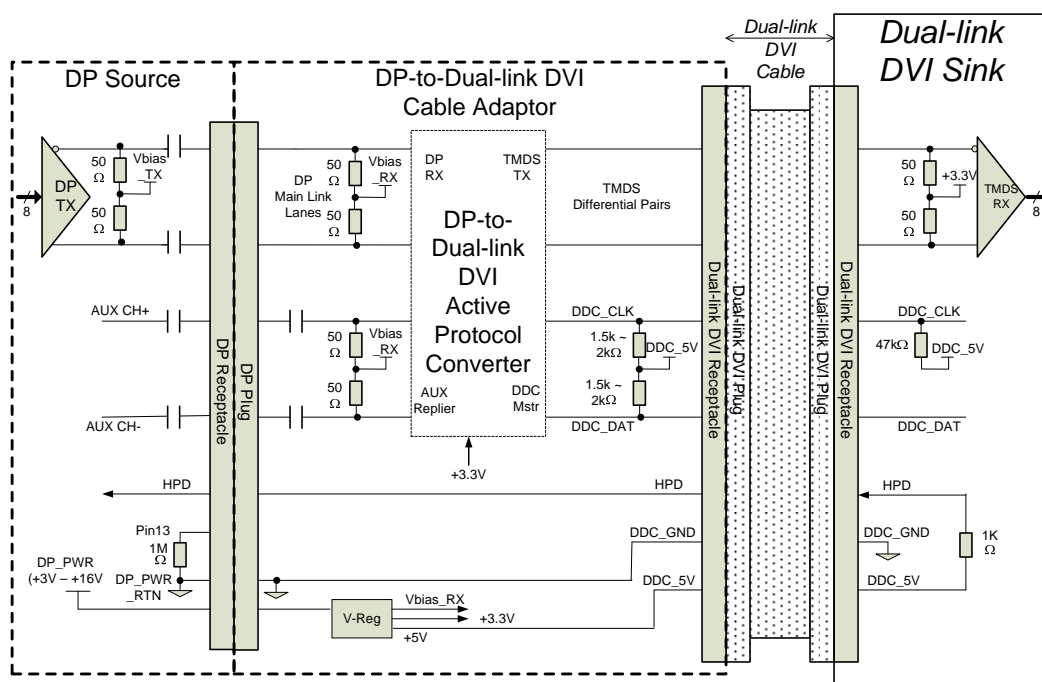 Dual-link
DVI
Cable
Dual-link
DVI Sink
DP Source
DP-to-Dual-link DVI
Cable Adaptor
DP
TX
8
50
Ω
50
Ω
Vbias
_TX
DP
Main Link
Lanes
50
Ω
50
Ω
Vbias
_RX
DP
RX
TMDS
TX
DP-to-
Dual-link
DVI
Active
Protocol
Converter
AUX
Replier
DDC
Mstr
+3.3V
TMDS
Differential Pairs
50
Ω
50
Ω
+3.3V
TMDS
RX
8
AUX CH+
AUX CH-
50
Ω
50
Ω
Vbias
_RX
DDC_CLK
1.5k ~
2kΩ
1.5k ~
2kΩ
DDC_5V
DDC_DAT
DP Receptacle
DP Plug
Dual-link DVI Receptacle
Dual-link DVI Plug
Dual-link DVI Plug
Dual-link DVI Receptacle
DDC_CLK
47kΩ
DDC_5V
DDC_DAT
HPD
HPD
HPD
Pin13
1M
Ω
DP_PWR
(+3V – +16V
DP_PWR
_RTN
DDC_GND
DDC_5V
V-Reg
Vbias_RX
+3.3V
+5V
DDC_GND
DDC_5V
1K
Ω